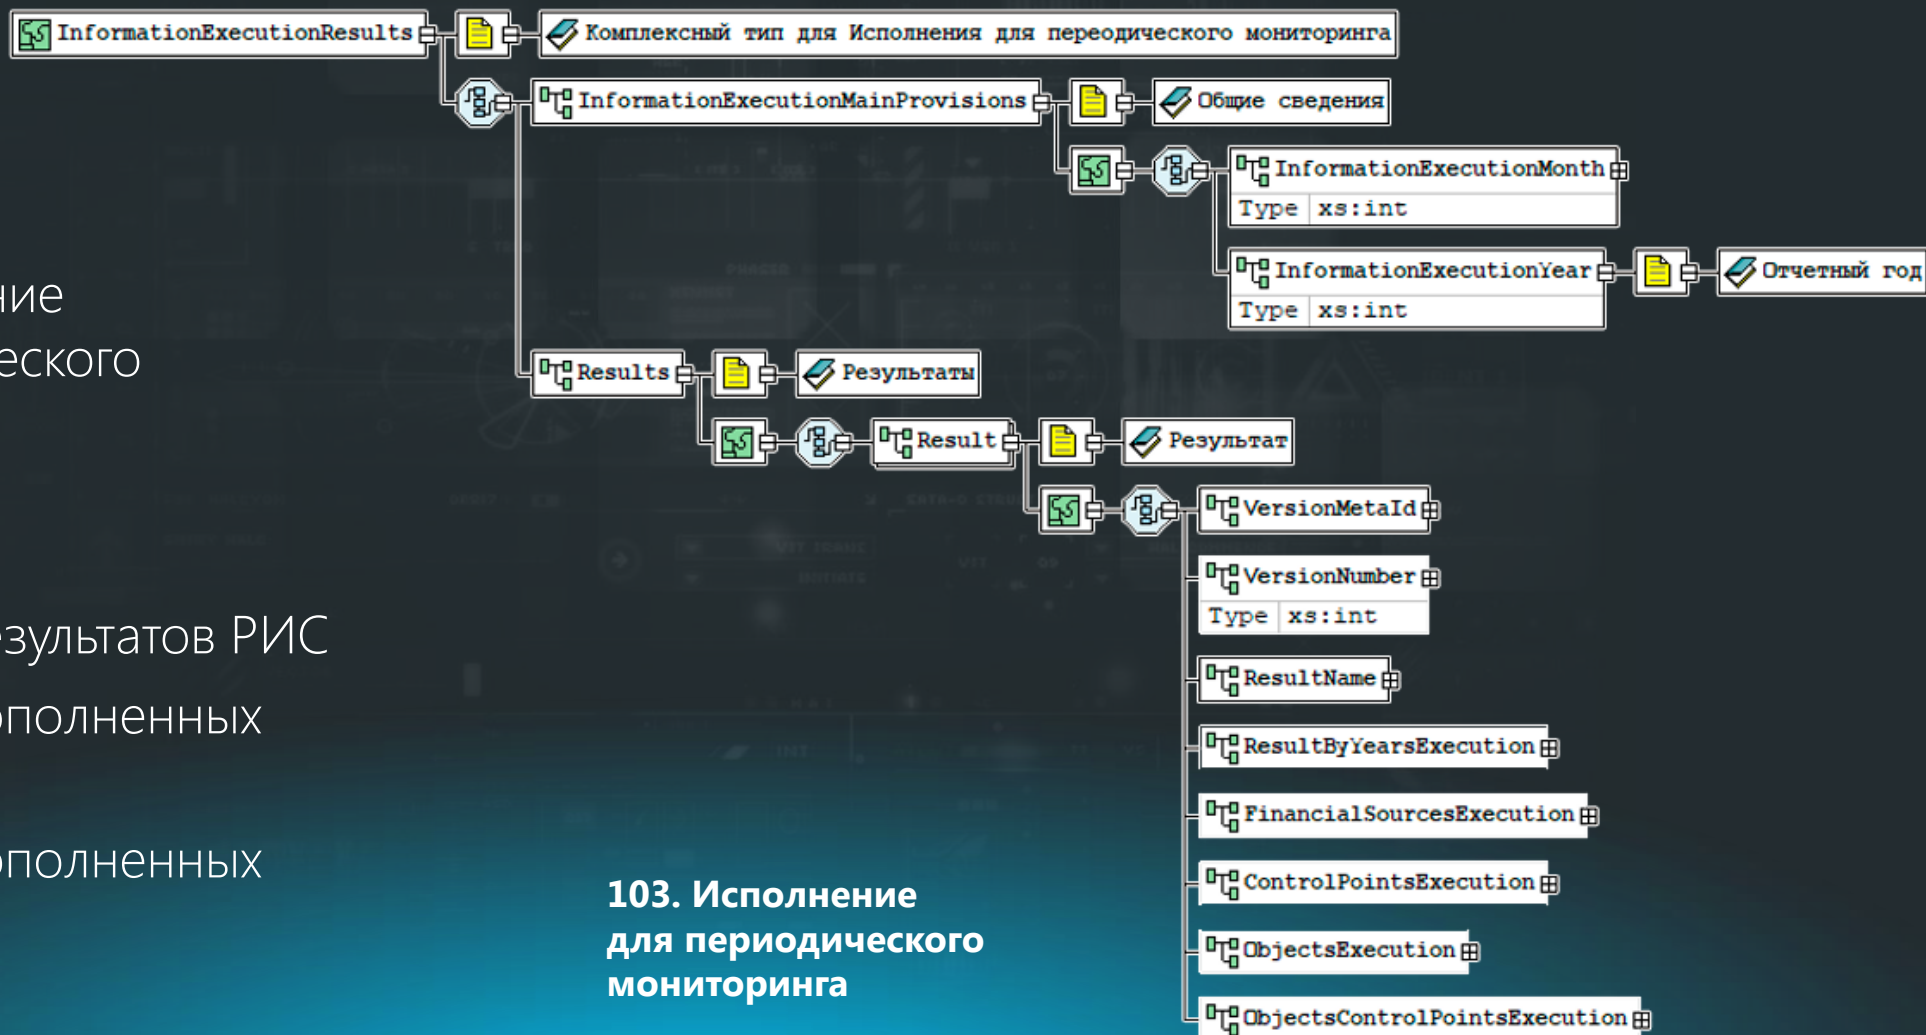 InformationExecutionResults
Комплексный тип для Исполнения для переодического мониторинга
InformationExecutionMainProvisions
Общие сведения
InformationExecutionMonth
Type xs:int
InformationExecutionYear
Отчетный год
Type xs:int
Results
Результаты
Result
Результат
VersionMetaId
VersionNumber
Type xs:int
ResultName
ResultByYearsExecution
FinancialSourcesExecution
ControlPointsExecution
ObjectsExecution
ObjectsControlPointsExecution
ние
еского
езультатов РИС
ополненных
ополненных
103. Исполнение
для периодического
мониторинга